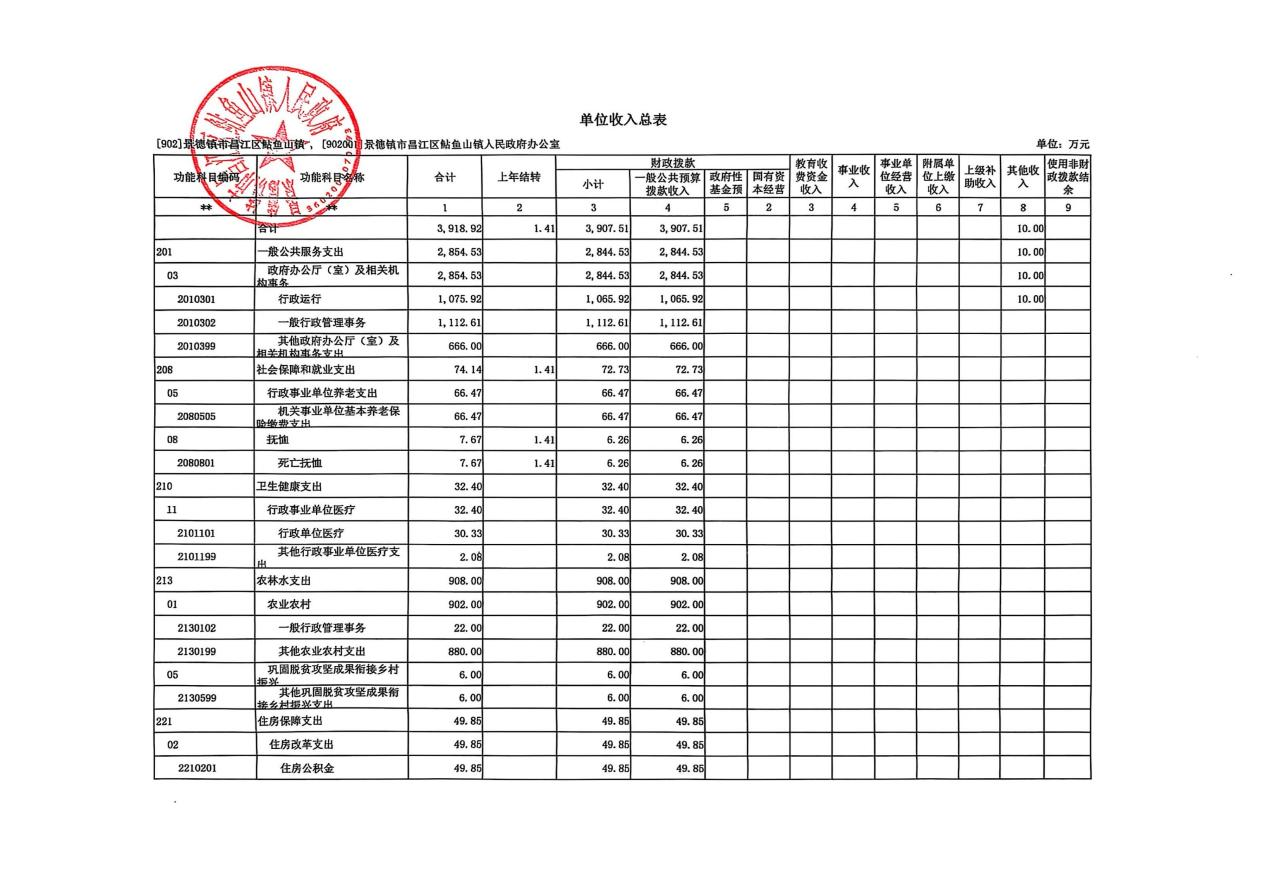 单位收入总表
[902]景德镇市昌江区鲇鱼山镇 , [902001]景德镇市昌江区鲇鱼山镇人民政府办公室 单位：万元
功能科目编码 功能科目名称 合计 上年结转 财政拨款 教育收费资金收入 事业收入 事业单位经营收入 附属单位上缴收入 上级补助收入 其他收入 使用非财政拨款结余
小计 一般公共预算拨款收入 政府性基金预 国有资本经营
** ** 1 2 3 4 5 2 3 4 5 6 7 8 9
合计 3,918.92 1.41 3,907.51 3,907.51 10.00
201 一般公共服务支出 2,854.53 2,844.53 2,844.53 10.00
03 政府办公厅（室）及相关机构事务 2,854.53 2,844.53 2,844.53 10.00
2010301 行政运行 1,075.92 1,065.92 1,065.92 10.00
2010302 一般行政管理事务 1,112.61 1,112.61 1,112.61
2010399 其他政府办公厅（室）及相关机构事务支出 666.00 666.00 666.00
208 社会保障和就业支出 74.14 1.41 72.73 72.73
05 行政事业单位养老支出 66.47 66.47 66.47
2080505 机关事业单位基本养老保险缴费支出 66.47 66.47 66.47
08 抚恤 7.67 1.41 6.26 6.26
2080801 死亡抚恤 7.67 1.41 6.26 6.26
210 卫生健康支出 32.40 32.40 32.40
11 行政事业单位医疗 32.40 32.40 32.40
2101101 行政单位医疗 30.33 30.33 30.33
2101199 其他行政事业单位医疗支出 2.08 2.08 2.08
213 农林水支出 908.00 908.00 908.00
01 农业农村 902.00 902.00 902.00
2130102 一般行政管理事务 22.00 22.00 22.00
2130199 其他农业农村支出 880.00 880.00 880.00
05 巩固脱贫攻坚成果衔接乡村振兴 6.00 6.00 6.00
2130599 其他巩固脱贫攻坚成果衔接乡村振兴支出 6.00 6.00 6.00
221 住房保障支出 49.85 49.85 49.85
02 住房改革支出 49.85 49.85 49.85
2210201 住房公积金 49.85 49.85 49.85